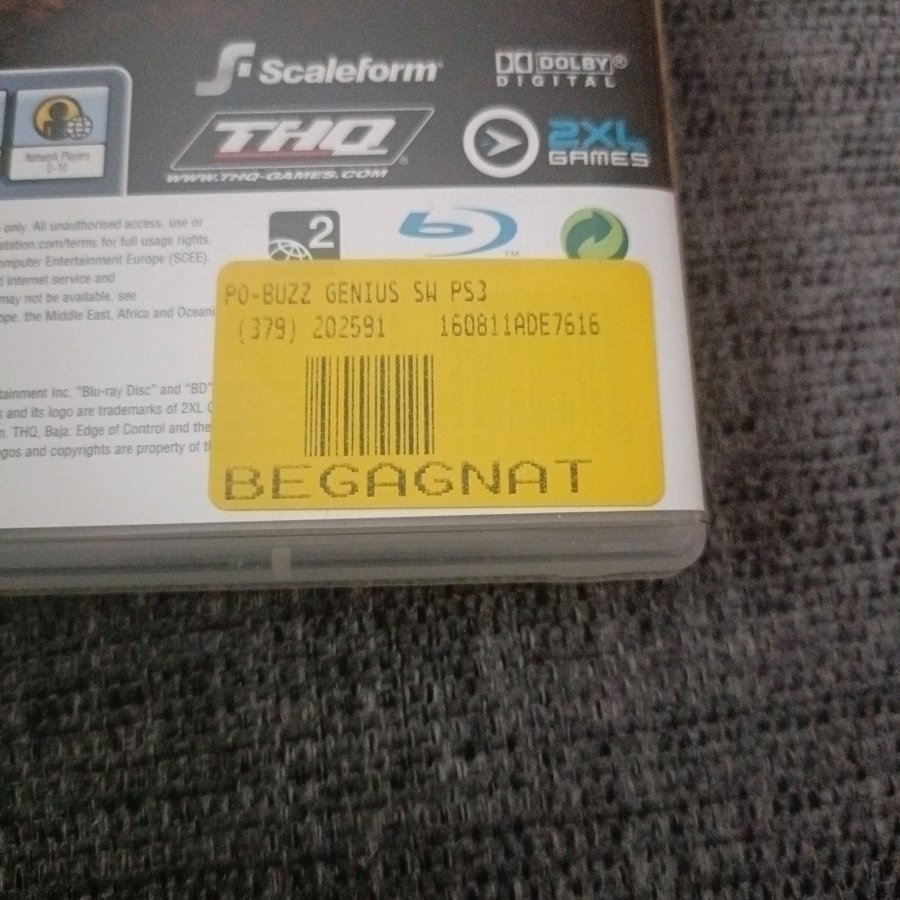 Scaleform
DOLBY®
DIGITAL
THQ®
WWW.THQ-GAMES.COM
2XL
GAMES
Network Players
2-10
only. All unauthorised access, use or
station.com/terms for full usage rights.
omputer Entertainment Europe (SCEE).
internet service and
may not be available, see
ope, the Middle East, Africa and Oceani
2
TM
PO-BUZZ GENIUS SW PS3
(379) 202591 160811ADE7616
BEGAGNAT
tainment Inc. "Blu-ray Disc" and "BD"
s and its logo are trademarks of 2XL
n. THQ, Baja: Edge of Control and the
gos and copyrights are property of th